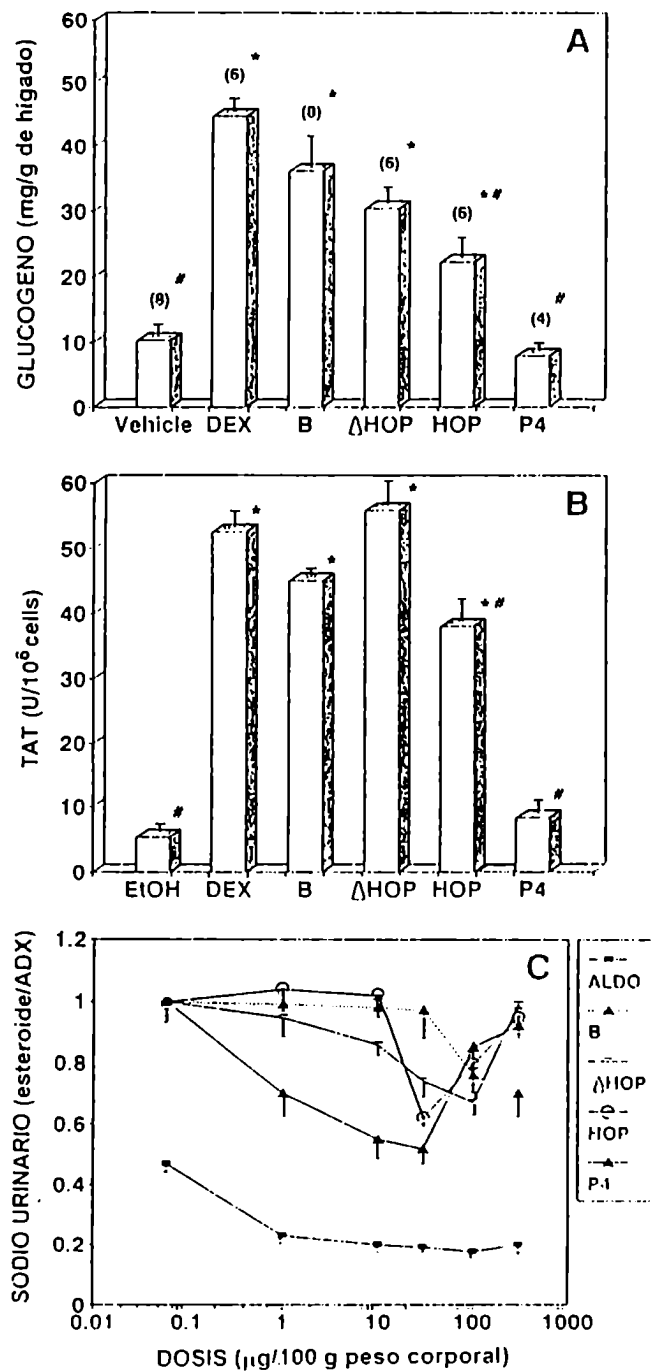 A
GLUCOGENO (mg/g de hígado)
60
50
40
30
20
10
0
(8) #
(6) *
(0) *
(6) *
(6) * #
(4) #
Vehicle DEX B ΔHOP HOP P4
B
TAT (U/10⁶ cells)
60
50
40
30
20
10
0
#
*
*
*
* #
#
EtOH DEX B ΔHOP HOP P4
C
SODIO URINARIO (esteroide/ADX)
1.2
1
0.8
0.6
0.4
0.2
0
0.01 0.1 1 10 100 1000
DOSIS (µg/100 g peso corporal)
ALDO
B
ΔHOP
HOP